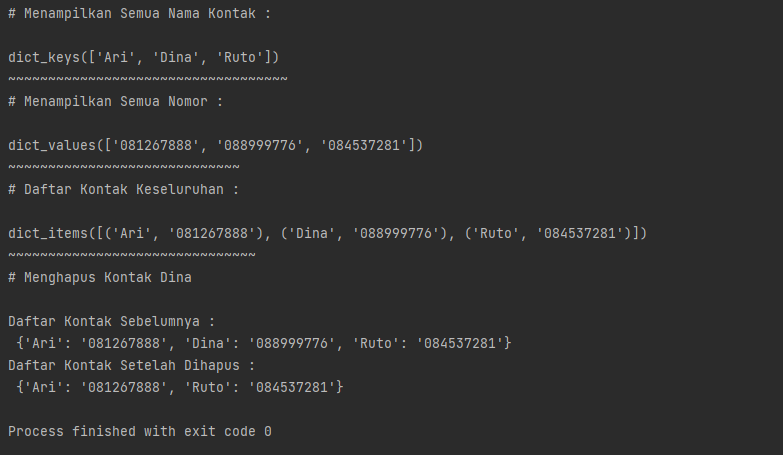 # Menampilkan Semua Nama Kontak :
dict_keys(['Ari', 'Dina', 'Ruto'])
~~~~~~~~~~~~~~~~~~~~~~~~~~~~~~~~~~~
# Menampilkan Semua Nomor :
dict_values(['081267888', '088999776', '084537281'])
~~~~~~~~~~~~~~~~~~~~~~~~~~~~~
# Daftar Kontak Keseluruhan :
dict_items([('Ari', '081267888'), ('Dina', '088999776'), ('Ruto', '084537281')])
~~~~~~~~~~~~~~~~~~~~~~~~~~~~~~~
# Menghapus Kontak Dina
Daftar Kontak Sebelumnya :
 {'Ari': '081267888', 'Dina': '088999776', 'Ruto': '084537281'}
Daftar Kontak Setelah Dihapus :
 {'Ari': '081267888', 'Ruto': '084537281'}
Process finished with exit code 0